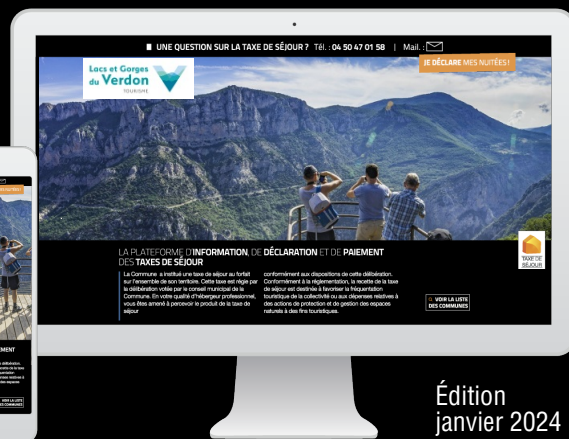 UNE QUESTION SUR LA TAXE DE SÉJOUR ? Tél. : 04 50 47 01 58 | Mail. :
JE DÉCLARE MES NUITÉES !
Lacs et Gorges
du Verdon
TOURISME
LA PLATEFORME D'INFORMATION, DE DÉCLARATION ET DE PAIEMENT
DES TAXES DE SÉJOUR
La Commune a institué une taxe de séjour au forfait
sur l'ensemble de son territoire. Cette taxe est régie par
la délibération votée par le conseil municipal de la
Commune. En votre qualité d'hébergeur professionnel,
vous êtes amené à percevoir le produit de la taxe de
séjour
conformément aux dispositions de cette délibération.
Conformément à la réglementation, la recette de la taxe
de séjour est destinée à favoriser la fréquentation
touristique de la collectivité ou aux dépenses relatives à
des actions de protection et de gestion des espaces
naturels à des fins touristiques.
TAXE DE
SÉJOUR
VOIR LA LISTE
DES COMMUNES
EMENT
VOIR LA LISTE
DES COMMUNES
Édition
janvier 2024